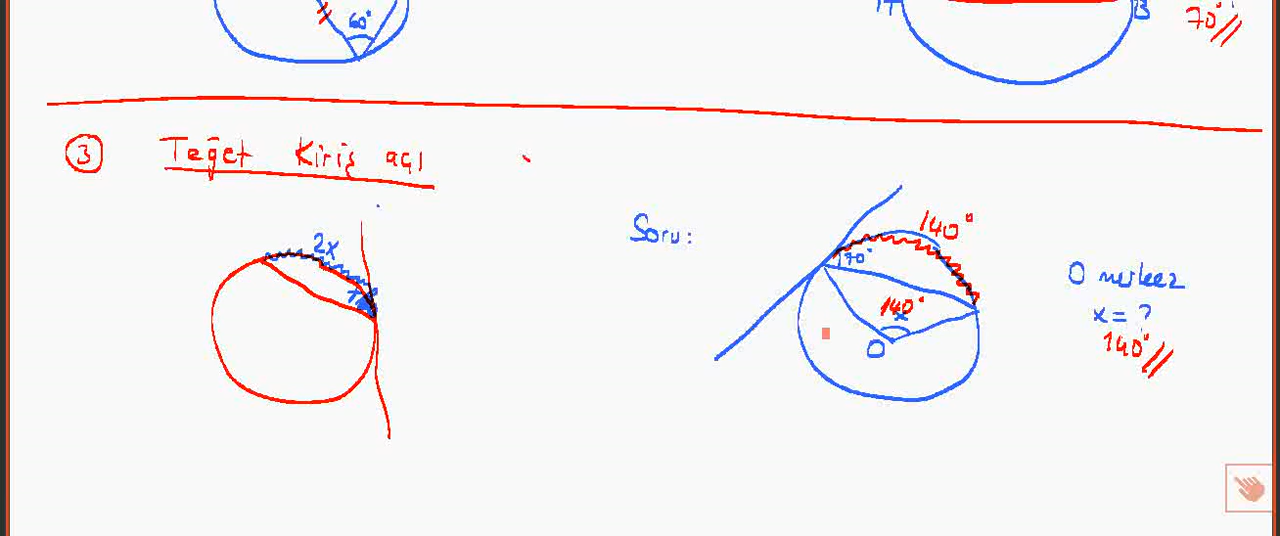 60°
B
70°
3 Teğet Kiriş açı
2x
x
Soru:
140°
70°
140°
x
O
O merkez
x = ?
140°